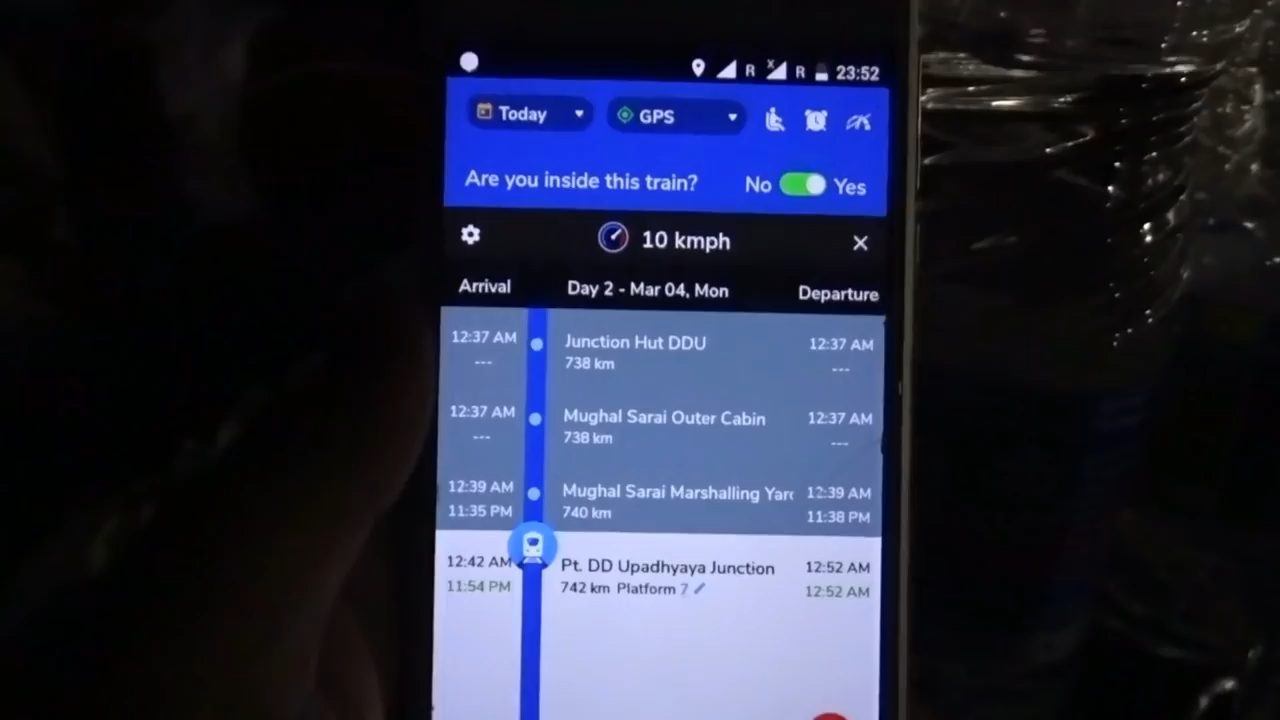 R R 23:52
Today GPS
Are you inside this train? No Yes
10 kmph
Arrival Day 2 - Mar 04, Mon Departure
12:37 AM Junction Hut DDU 12:37 AM
--- 738 km ---
12:37 AM Mughal Sarai Outer Cabin 12:37 AM
--- 738 km ---
12:39 AM Mughal Sarai Marshalling Yard 12:39 AM
11:35 PM 740 km 11:38 PM
12:42 AM Pt. DD Upadhyaya Junction 12:52 AM
11:54 PM 742 km Platform 7 12:52 AM